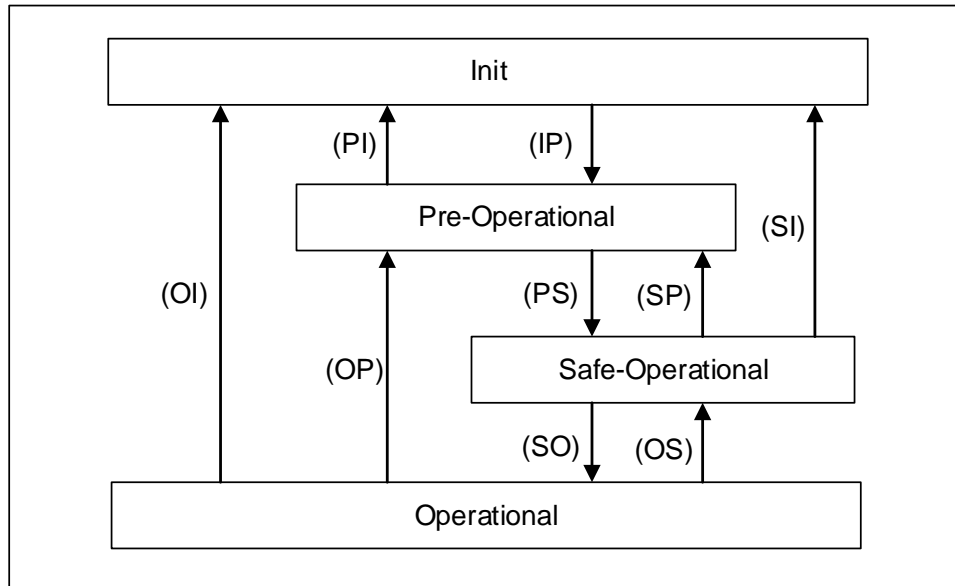 Init
(PI)
(IP)
Pre-Operational
(SI)
(OI)
(PS)
(SP)
(OP)
Safe-Operational
(SO)
(OS)
Operational